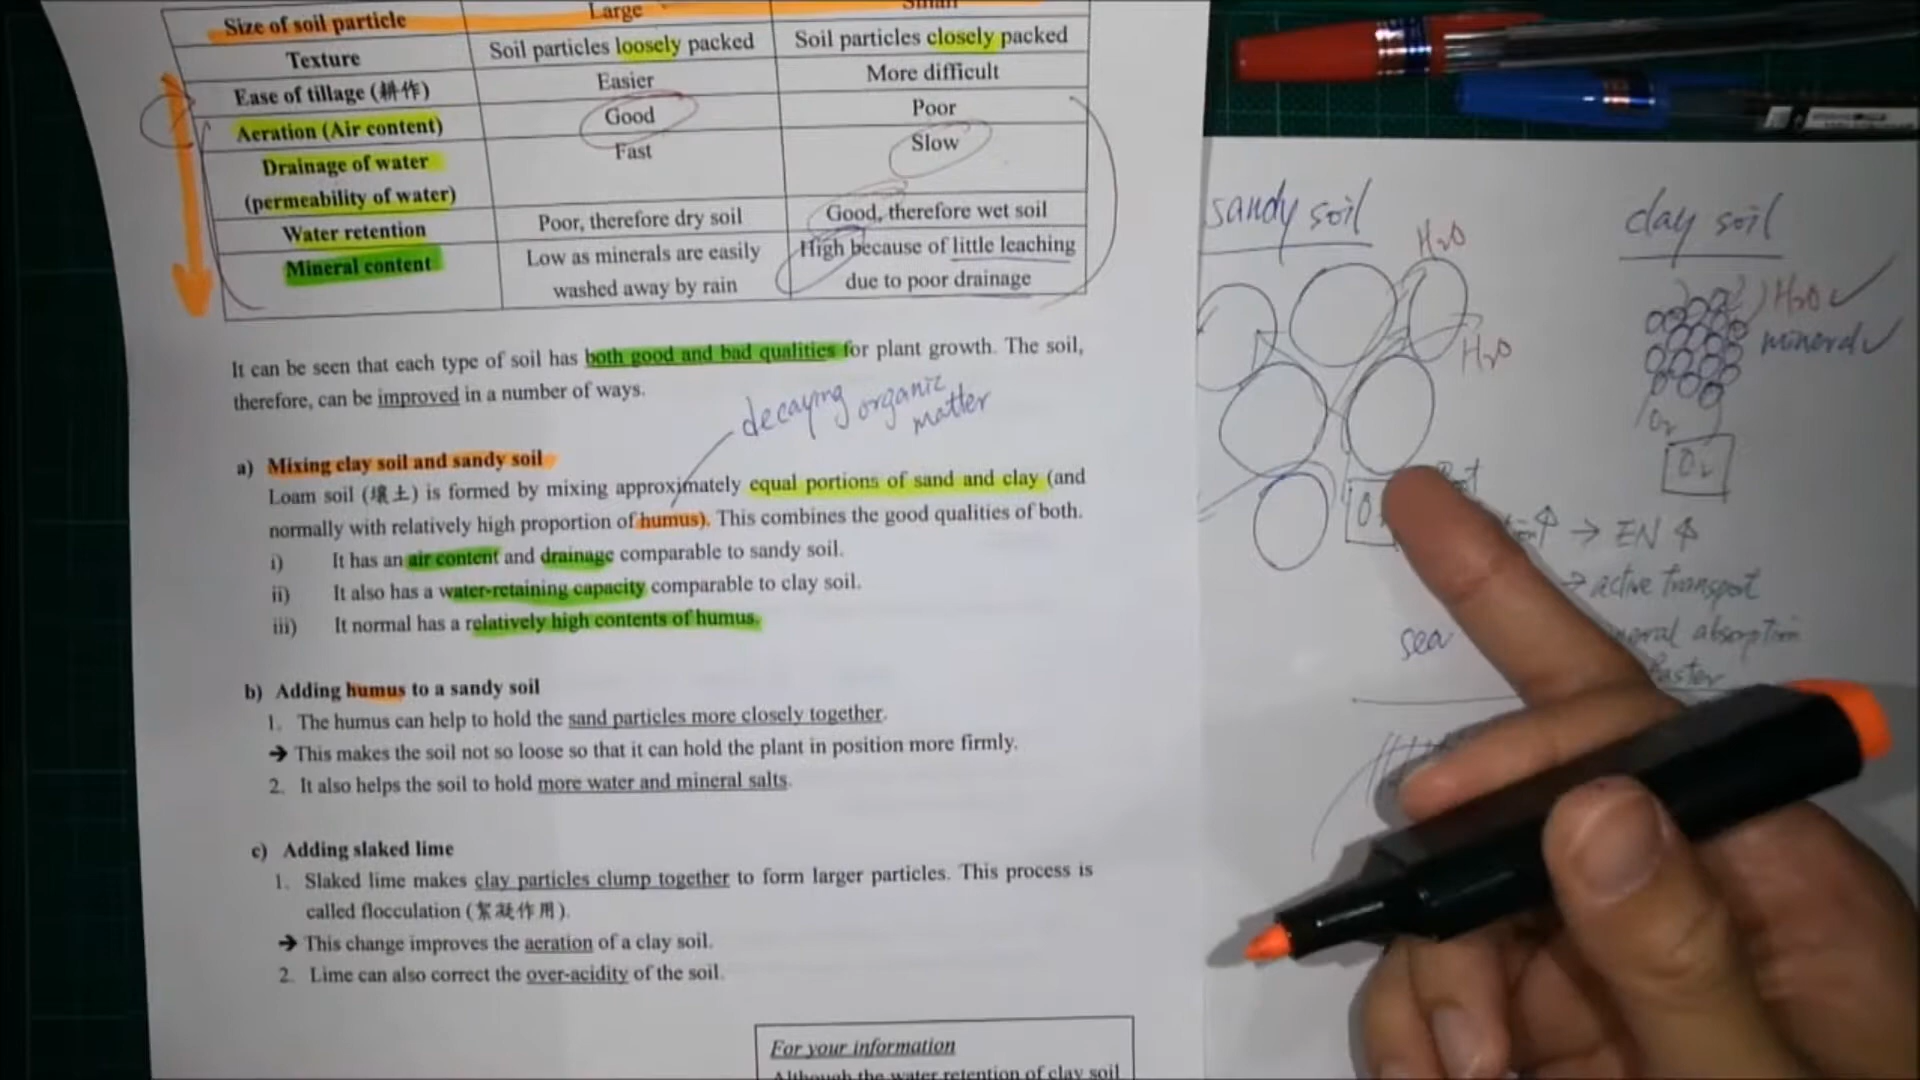 Size of soil particle Large Small
Texture Soil particles loosely packed Soil particles closely packed
Ease of tillage (耕作) Easier More difficult
Aeration (Air content) Good Poor
Drainage of water Fast Slow
(permeability of water)
Water retention Poor, therefore dry soil Good, therefore wet soil
Mineral content Low as minerals are easily High because of little leaching
washed away by rain due to poor drainage
It can be seen that each type of soil has both good and bad qualities for plant growth. The soil,
therefore, can be improved in a number of ways.
decaying organic
matter
a) Mixing clay soil and sandy soil
Loam soil (壤土) is formed by mixing approximately equal portions of sand and clay (and
normally with relatively high proportion of humus). This combines the good qualities of both.
i) It has an air content and drainage comparable to sandy soil.
ii) It also has a water-retaining capacity comparable to clay soil.
iii) It normal has a relatively high contents of humus.
b) Adding humus to a sandy soil
1. The humus can help to hold the sand particles more closely together.
➔ This makes the soil not so loose so that it can hold the plant in position more firmly.
2. It also helps the soil to hold more water and mineral salts.
c) Adding slaked lime
1. Slaked lime makes clay particles clump together to form larger particles. This process is
called flocculation (絮凝作用).
➔ This change improves the aeration of a clay soil.
2. Lime can also correct the over-acidity of the soil.
For your information
Although the water retention of clay soil
sandy soil
H₂O
H₂O
clay soil
H₂O ✓
mineral ✓
O₂
O₂
↑ → EN ↑
→ active transport
absorption
faster
sea